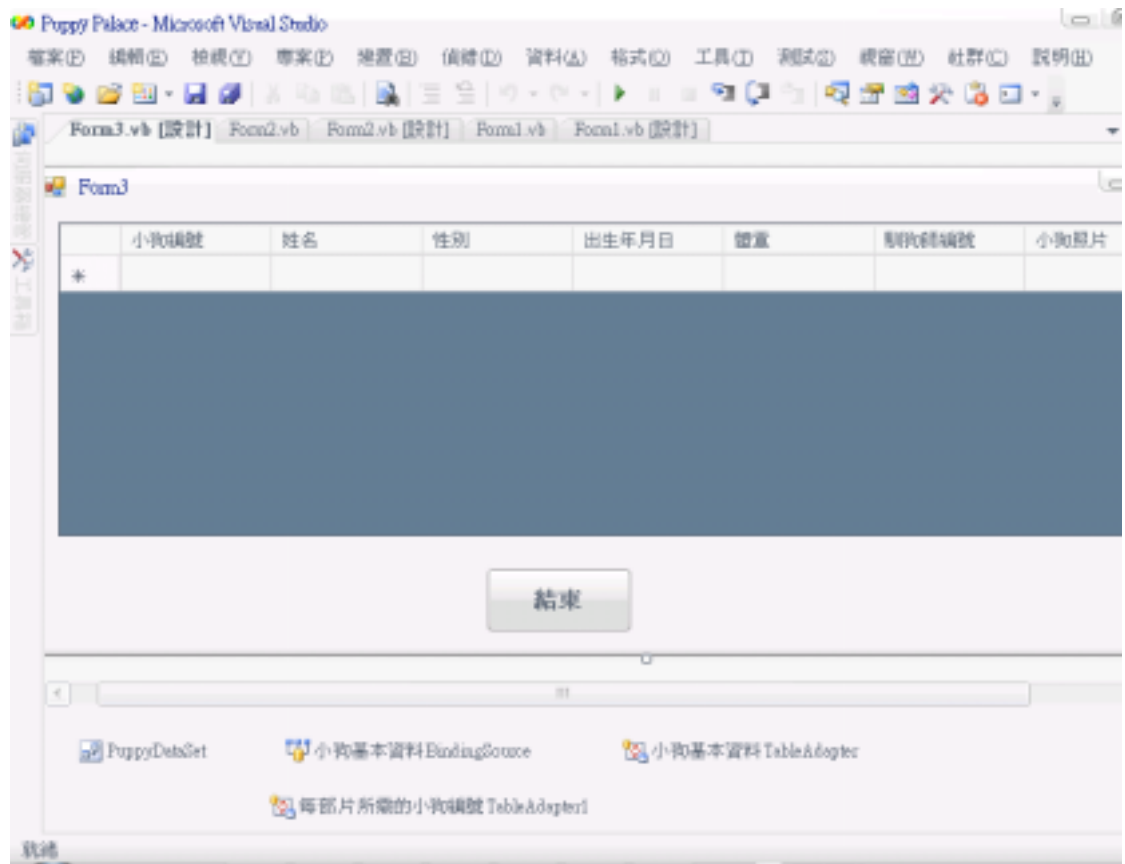 Puppy Palace - Microsoft Visual Studio
檔案(F) 編輯(E) 檢視(V) 專案(P) 建置(B) 偵錯(D) 資料(A) 格式(O) 工具(T) 測試(S) 視窗(W) 社群(C) 說明(H)
Form3.vb [設計] Form2.vb Form2.vb [設計] Form1.vb Form1.vb [設計]
Form3
小狗編號 姓名 性別 出生年月日 體重 馴狗師編號 小狗照片
*
結束
PuppyDataSet 小狗基本資料BindingSource 小狗基本資料TableAdapter
每部片所需的小狗編號TableAdapter1
工具箱
就緒